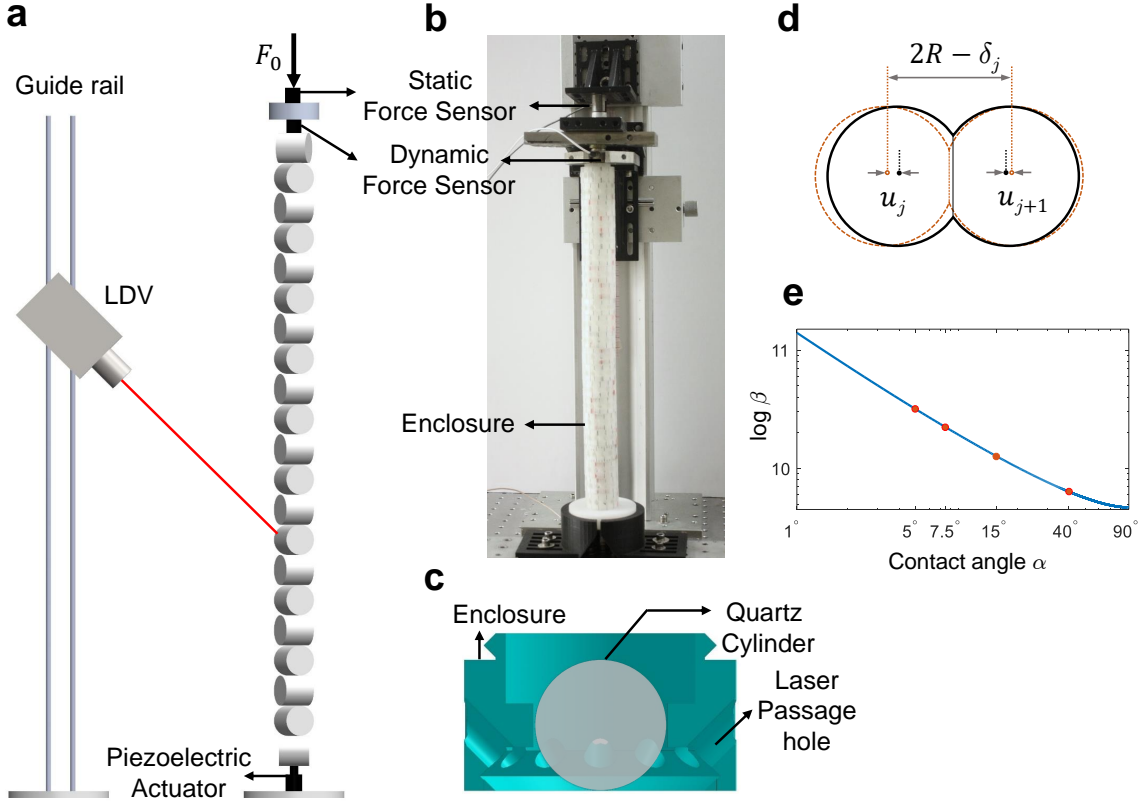 a
F₀
Guide rail
Static
Force Sensor
Dynamic
Force Sensor
LDV
Piezoelectric
Actuator
b
Enclosure
c
Enclosure
Quartz
Cylinder
Laser
Passage
hole
d
2R − δⱼ
uⱼ
uⱼ₊₁
e
11
10
log β
1° 5° 7.5° 15° 40° 90°
Contact angle α